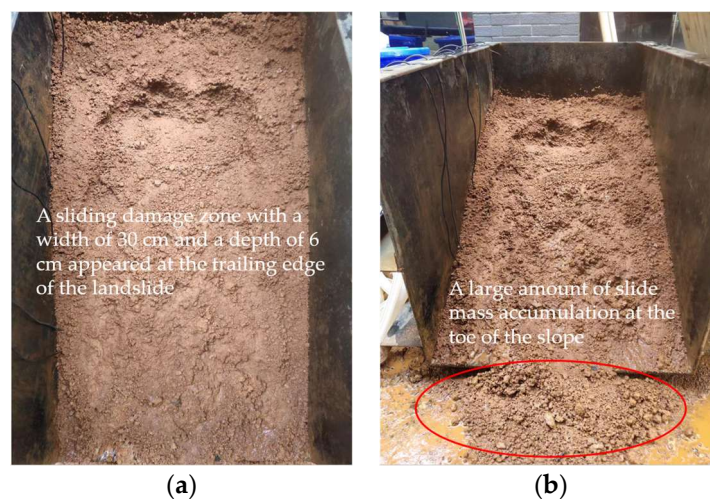 A sliding damage zone with a
width of 30 cm and a depth of 6
cm appeared at the trailing edge
of the landslide
A large amount of slide
mass accumulation at the
toe of the slope
(a)
(b)